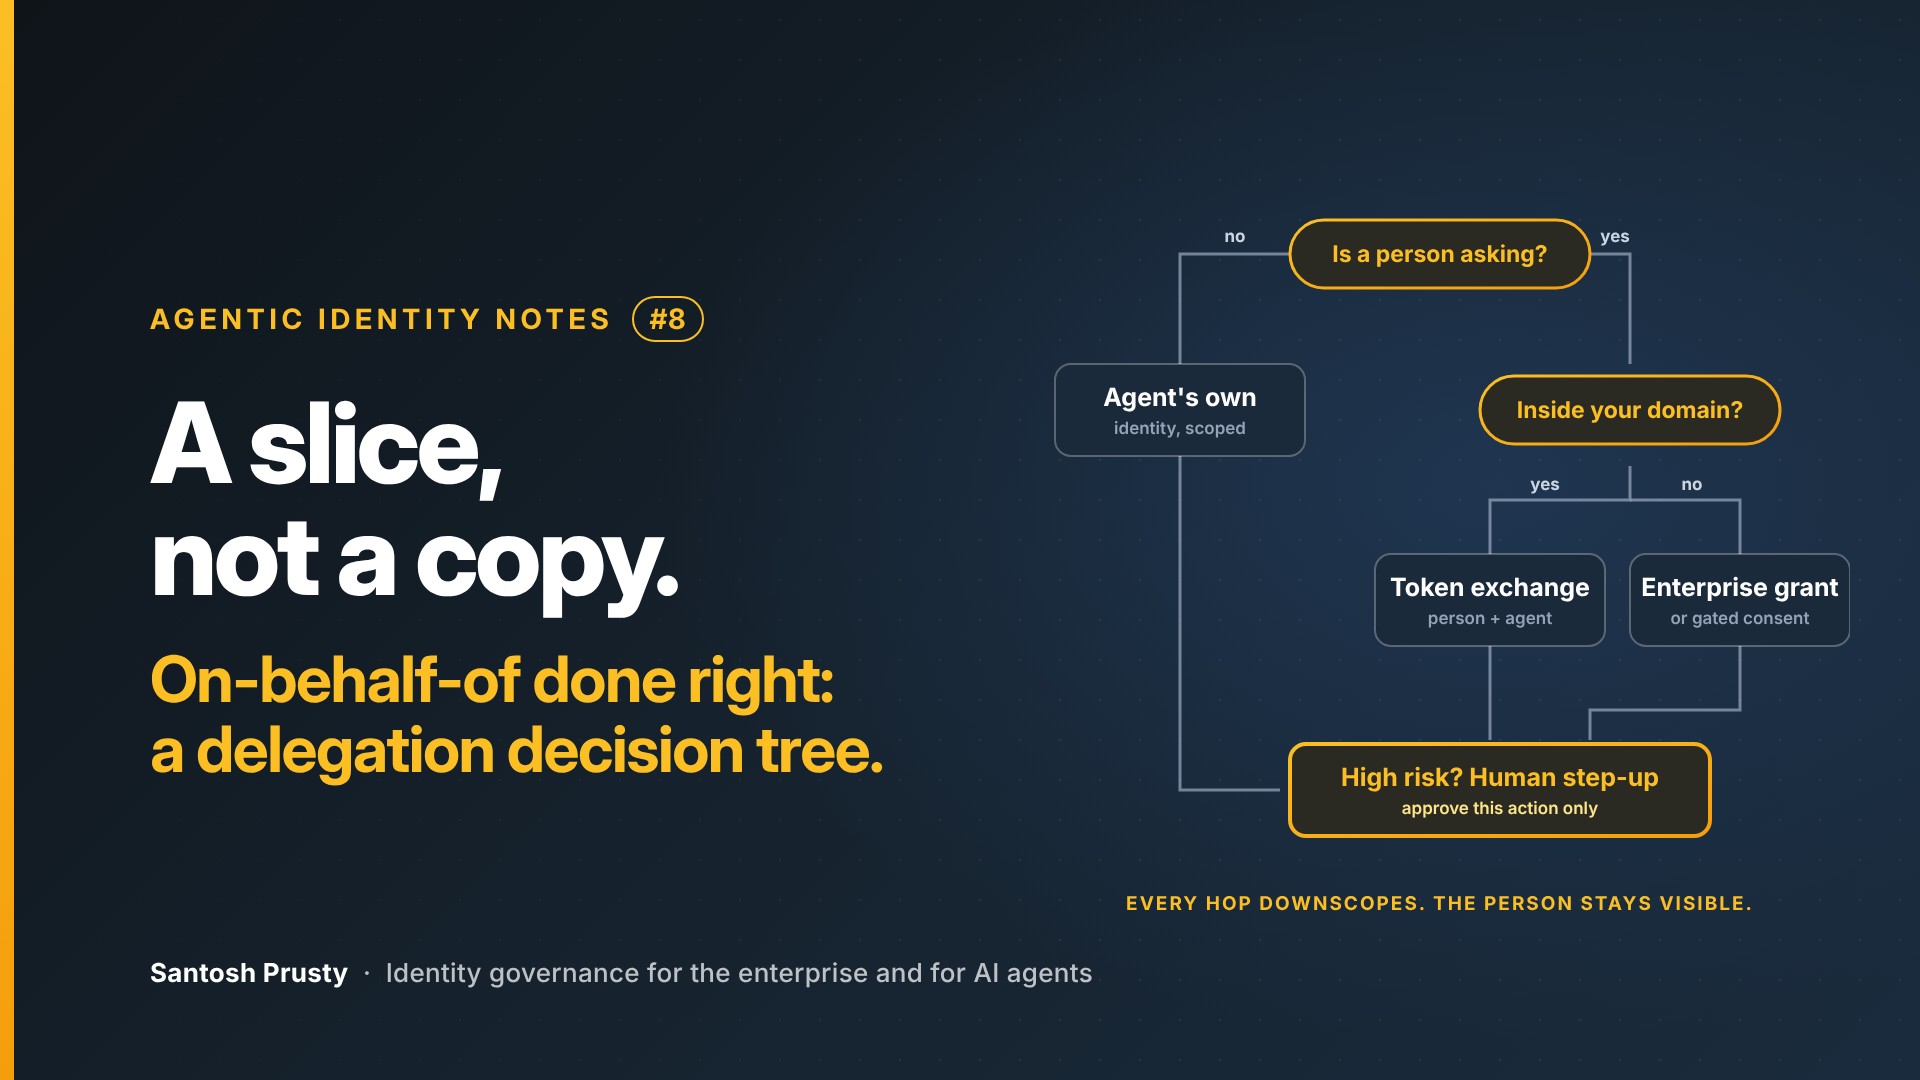 AGENTIC IDENTITY NOTES #8
A slice,
not a copy.
On-behalf-of done right:
a delegation decision tree.
Santosh Prusty · Identity governance for the enterprise and for AI agents
Is a person asking?
no
yes
Agent's own
identity, scoped
Inside your domain?
yes
no
Token exchange
person + agent
Enterprise grant
or gated consent
High risk? Human step-up
approve this action only
EVERY HOP DOWNSCOPES. THE PERSON STAYS VISIBLE.